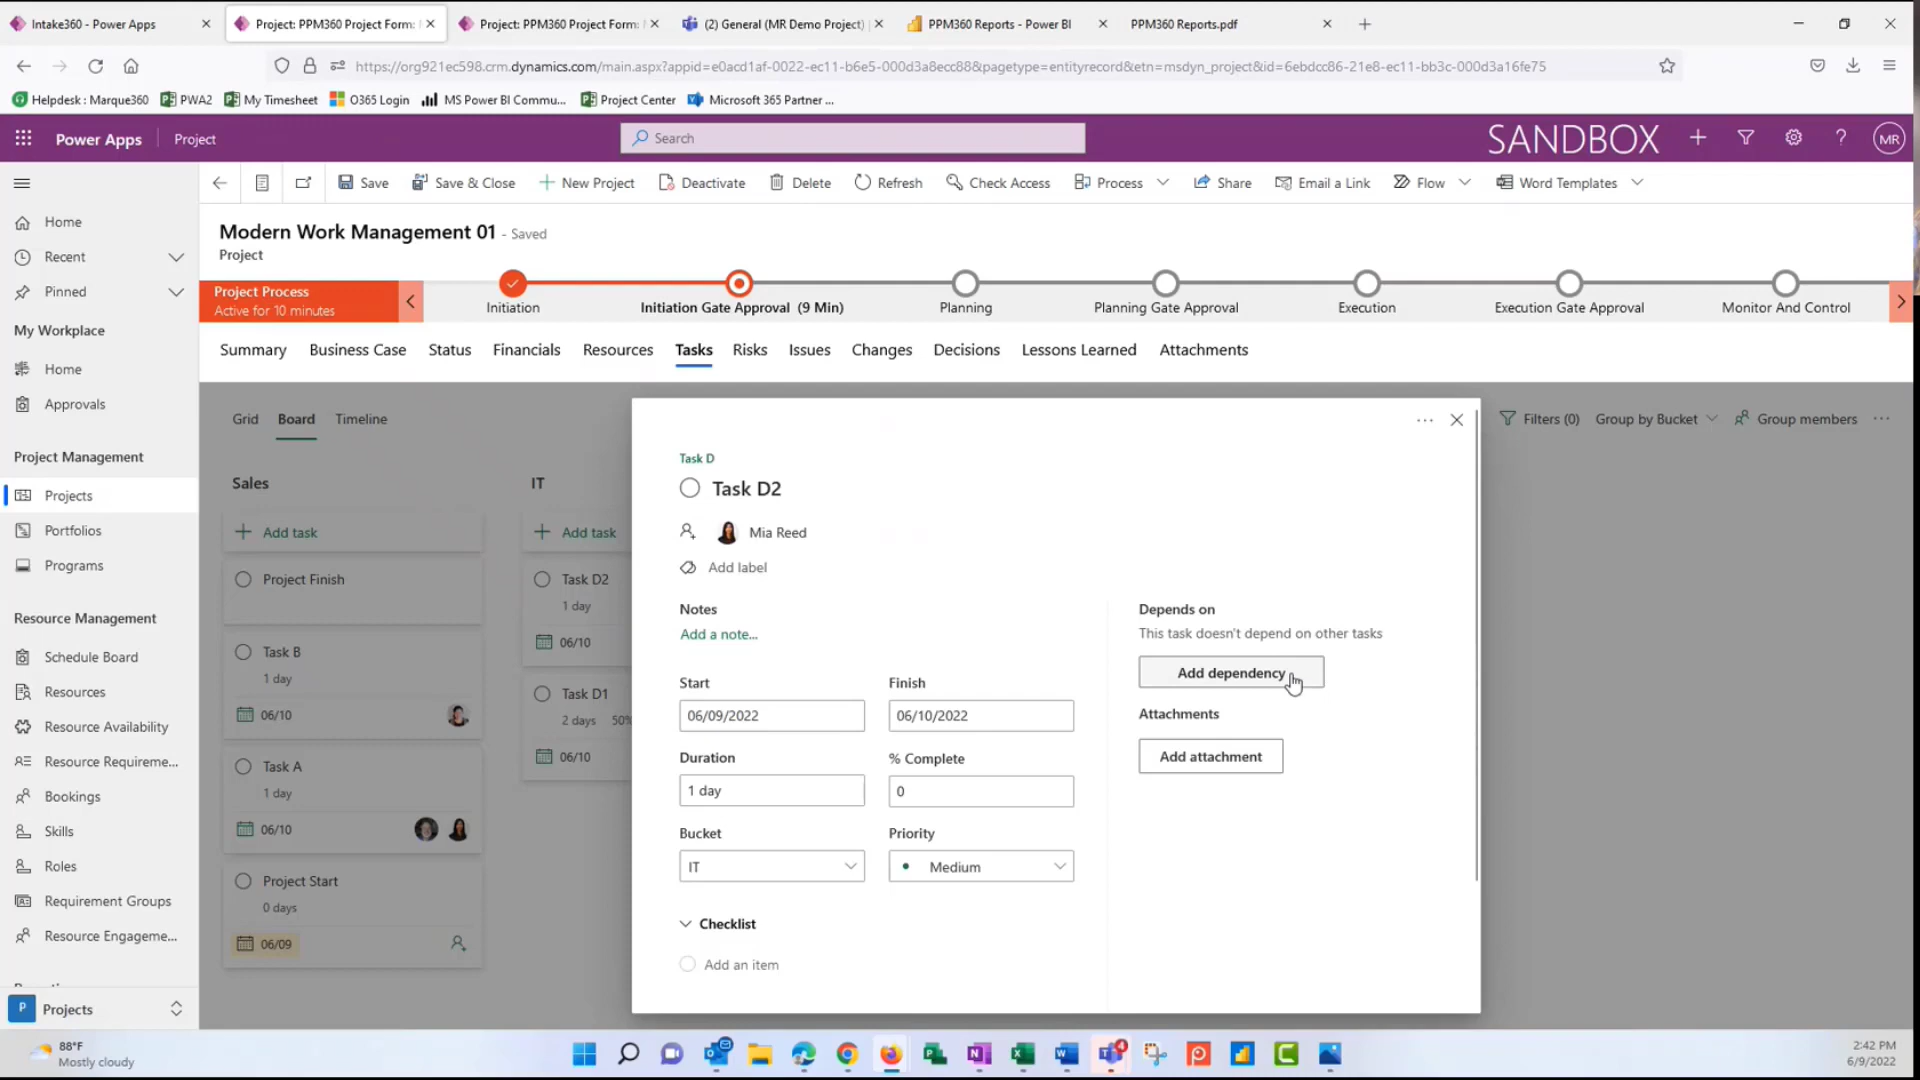 Intake360 - Power Apps
Project: PPM360 Project Form:
Project: PPM360 Project Form:
(2) General (MR Demo Project) |
PPM360 Reports - Power BI
PPM360 Reports.pdf
https://org921ec598.crm.dynamics.com/main.aspx?appid=e0acd1af-0022-ec11-b6e5-000d3a8ecc88&pagetype=entityrecord&etn=msdyn_project&id=6ebdcc86-21e8-ec11-bb3c-000d3a16fe75
Helpdesk : Marque360
PWA2
My Timesheet
O365 Login
MS Power BI Commu...
Project Center
Microsoft 365 Partner ...
Power Apps
Project
Search
SANDBOX
MR
Save
Save & Close
New Project
Deactivate
Delete
Refresh
Check Access
Process
Share
Email a Link
Flow
Word Templates
Home
Recent
Pinned
My Workplace
Home
Approvals
Project Management
Projects
Portfolios
Programs
Resource Management
Schedule Board
Resources
Resource Availability
Resource Requireme...
Bookings
Skills
Roles
Requirement Groups
Resource Engageme...
P
Projects
Modern Work Management 01 - Saved
Project
Project Process
Active for 10 minutes
Initiation
Initiation Gate Approval (9 Min)
Planning
Planning Gate Approval
Execution
Execution Gate Approval
Monitor And Control
Summary
Business Case
Status
Financials
Resources
Tasks
Risks
Issues
Changes
Decisions
Lessons Learned
Attachments
Grid
Board
Timeline
Filters (0)
Group by Bucket
Group members
Sales
Add task
Project Finish
Task B
1 day
06/10
Task A
1 day
06/10
Project Start
0 days
06/09
IT
Add task
Task D2
1 day
06/10
Task D1
2 days 50%
06/10
Task D
Task D2
Mia Reed
Add label
Notes
Add a note...
Start
06/09/2022
Finish
06/10/2022
Duration
1 day
% Complete
0
Bucket
IT
Priority
Medium
Checklist
Add an item
Depends on
This task doesn't depend on other tasks
Add dependency
Attachments
Add attachment
88°F
Mostly cloudy
4
2:42 PM
6/9/2022